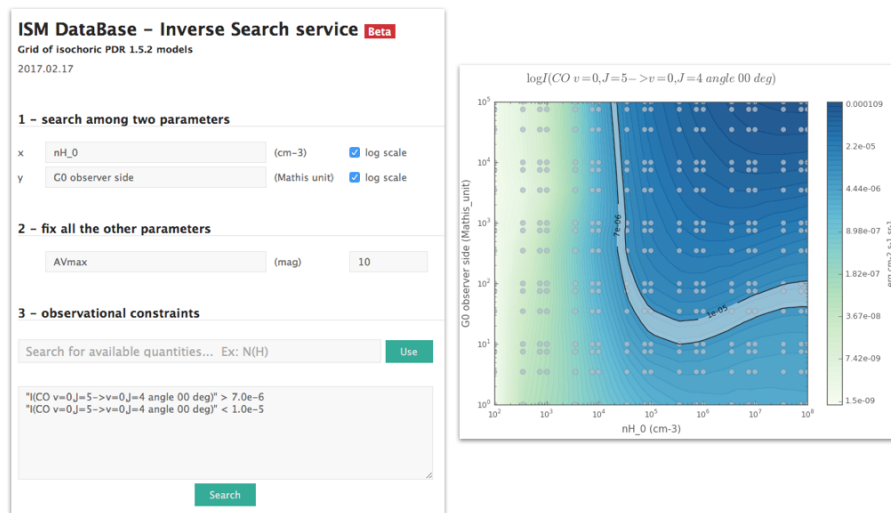 ISM DataBase – Inverse Search service Beta
Grid of isochoric PDR 1.5.2 models
2017.02.17
1 – search among two parameters
x nH_0 (cm-3) log scale
y G0 observer side (Mathis unit) log scale
2 – fix all the other parameters
AVmax (mag) 10
3 – observational constraints
Search for available quantities... Ex: N(H) Use
"I(CO v=0,J=5->v=0,J=4 angle 00 deg)" > 7.0e-6
"I(CO v=0,J=5->v=0,J=4 angle 00 deg)" < 1.0e-5
Search
logI(CO v=0,J=5->v=0,J=4 angle 00 deg)
G0 observer side (Mathis_unit)
10^5
10^4
10^3
10^2
10^1
10^0
7e-06
1e-05
10^2 10^3 10^4 10^5 10^6 10^7 10^8
nH_0 (cm-3)
0.000109
2.2e-05
4.44e-06
8.98e-07
1.82e-07
3.67e-08
7.42e-09
1.5e-09
erg cm-2 s-1 sr-1